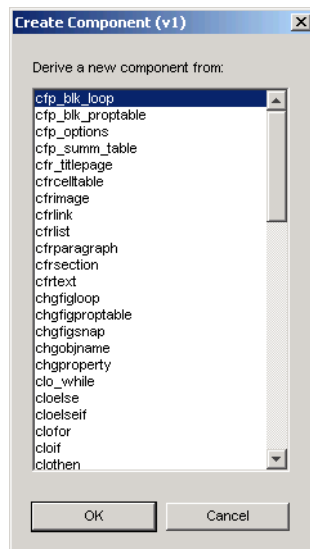 Create Component (v1)
Derive a new component from:
cfp_blk_loop
cfp_blk_proptable
cfp_options
cfp_summ_table
cfr_titlepage
cfrcelltable
cfrimage
cfrlink
cfrlist
cfrparagraph
cfrsection
cfrtext
chgfigloop
chgfigproptable
chgfigsnap
chgobjname
chgproperty
clo_while
cloelse
cloelseif
clofor
cloif
clothen
OK
Cancel